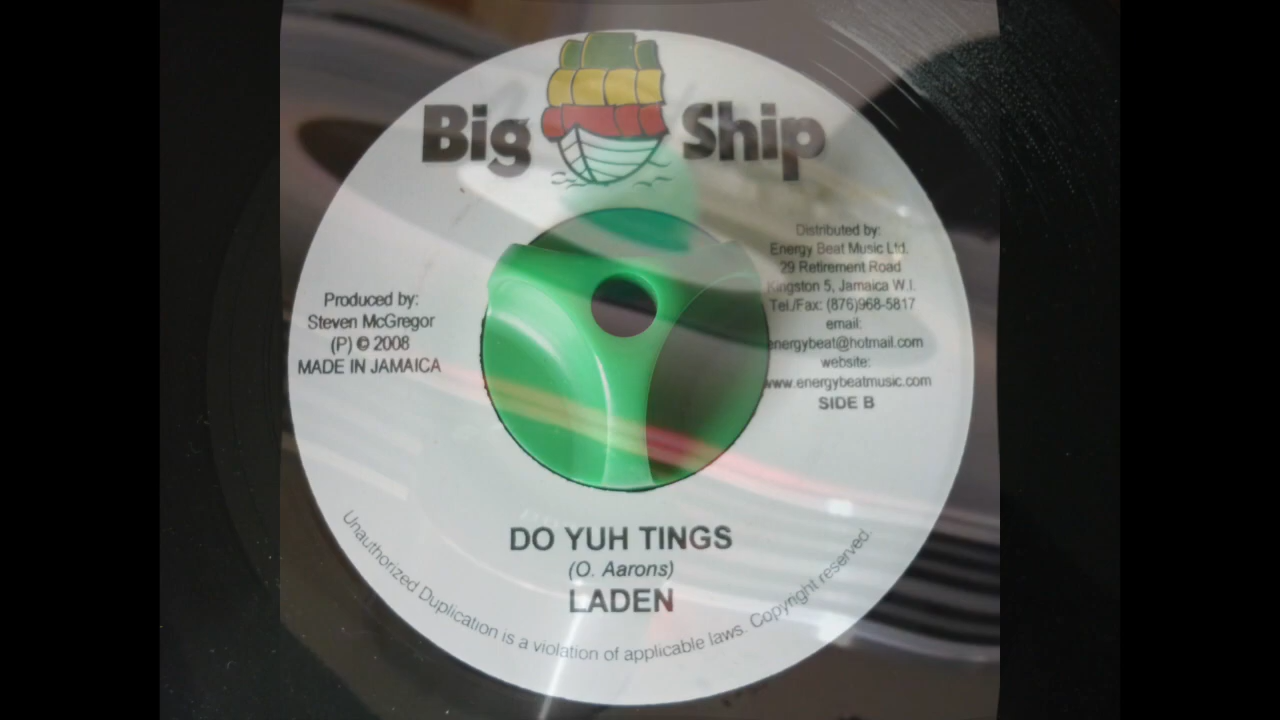 Big Ship
Produced by:
Steven McGregor
(P) © 2008
MADE IN JAMAICA
Distributed by:
Energy Beat Music Ltd.
29 Retirement Road
Kingston 5, Jamaica W.I.
Tel./Fax: (876)968-5817
email:
energybeat@hotmail.com
website:
www.energybeatmusic.com
SIDE B
DO YUH TINGS
(O. Aarons)
LADEN
Unauthorized Duplication is a violation of applicable laws. Copyright reserved.